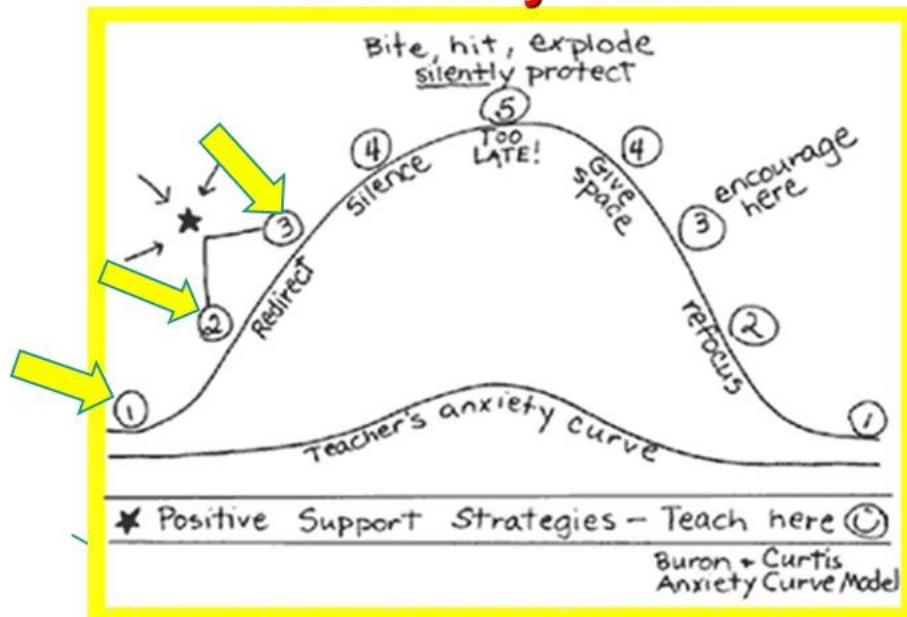 Bite, hit, explode
silently protect
5
TOO
LATE!
4
Silence
4
Give
space
3
Redirect
3
encourage
here
2
2
refocus
1
1
Teacher's anxiety curve
★ Positive Support Strategies - Teach here ☺
Buron + Curtis
Anxiety Curve Model